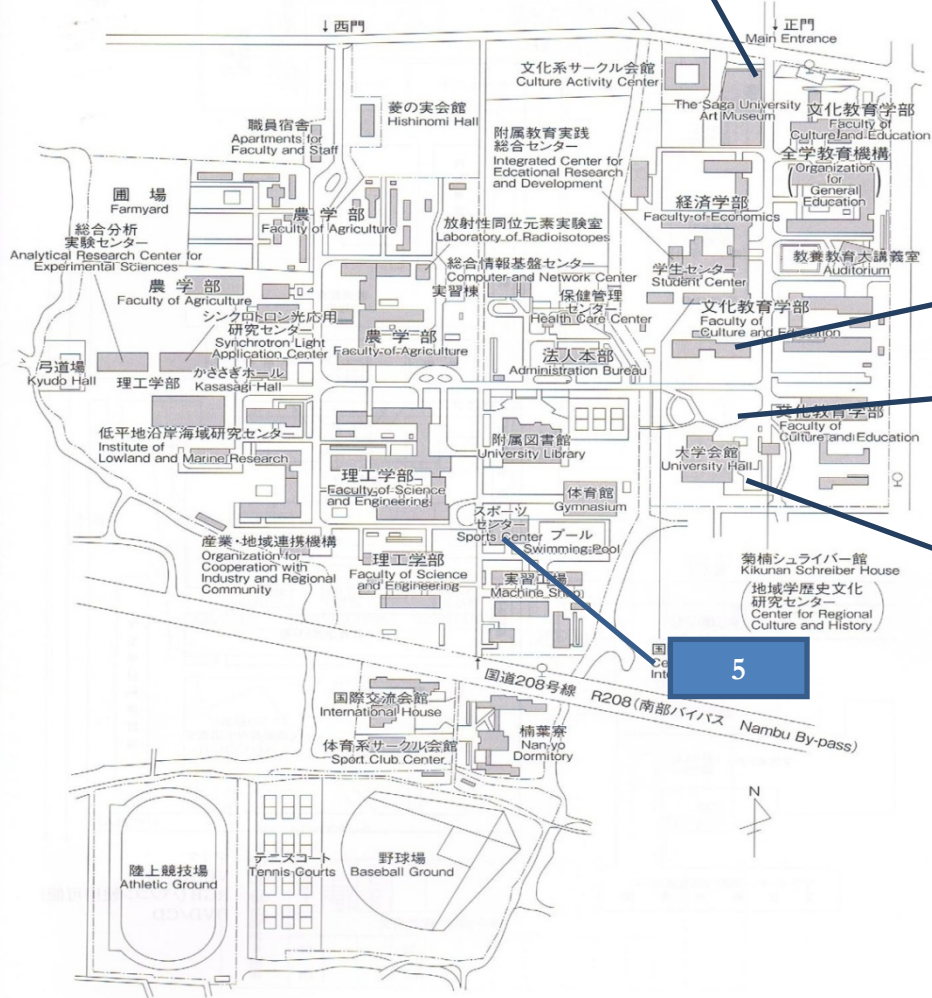 ↓西門
↓正門
Main Entrance
文化系サークル会館
Culture Activity Center
菱の実会館
Hishinomi Hall
職員宿舎
Apartments for
Faculty and Staff
The Saga University
Art Museum
文化教育学部
Faculty of
Culture and Education
附属教育実践
総合センター
Integrated Center for
Edcational Research
and Development
全学教育機構
Organization
for
General
Education
圃場
Farmyard
農学部
Faculty of Agriculture
経済学部
Faculty of Economics
総合分析
実験センター
Analytical Research Center for
Experimental Sciences
放射性同位元素実験室
Laboratory of Radioisotopes
総合情報基盤センター
Computer and Network Center
実習棟
学生センター
Student Center
教養教育大講義室
Auditorium
農学部
Faculty of Agriculture
保健管理
センター
Health Care Center
文化教育学部
Faculty of
Culture and Education
シンクロトロン光応用
研究センター
Synchrotron Light
Application Center
農学部
Faculty of Agriculture
法人本部
Administration Bureau
弓道場
Kyudo Hall
理工学部
かささぎホール
Kasasagi Hall
文化教育学部
Faculty of
Culture and Education
低平地沿岸海域研究センター
Institute of
Lowland and Marine Research
附属図書館
University Library
大学会館
University Hall
理工学部
Faculty of Science
and Engineering
体育館
Gymnasium
スポーツ
センター
Sports Center
プール
Swimming Pool
産業・地域連携機構
Organization for
Cooperation with
Industry and Regional
Community
理工学部
Faculty of Science
and Engineering
実習工場
Machine Shop
菊楠シュライバー館
Kikunan Schreiber House
地域学歴史文化
研究センター
Center for Regional
Culture and History
国
Ce
Int
5
国道208号線 R208(南部バイパス Nambu By-pass)
国際交流会館
International House
楠葉寮
Nan-yo
Dormitory
体育系サークル会館
Sport Club Center
N
陸上競技場
Athletic Ground
テニスコート
Tennis Courts
野球場
Baseball Ground